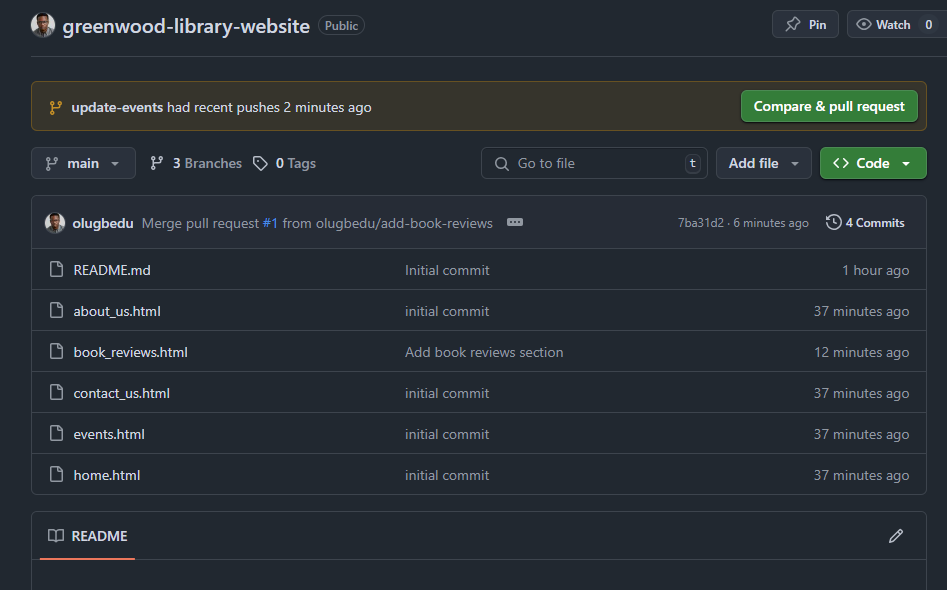 greenwood-library-website Public Pin Watch 0
update-events had recent pushes 2 minutes ago Compare & pull request
main 3 Branches 0 Tags Go to file t Add file <> Code
olugbedu Merge pull request #1 from olugbedu/add-book-reviews 7ba31d2 · 6 minutes ago 4 Commits
README.md Initial commit 1 hour ago
about_us.html initial commit 37 minutes ago
book_reviews.html Add book reviews section 12 minutes ago
contact_us.html initial commit 37 minutes ago
events.html initial commit 37 minutes ago
home.html initial commit 37 minutes ago
README